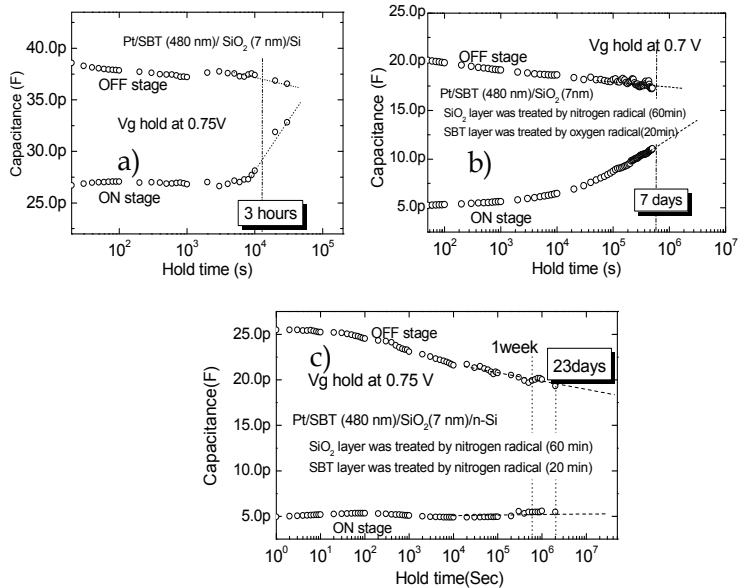 Pt/SBT (480 nm)/ SiO2 (7 nm)/Si
40.0p
37.5p
35.0p
32.5p
30.0p
27.5p
25.0p
Capacitance (F)
OFF stage
Vg hold at 0.75V
a)
ON stage
3 hours
10^2 10^3 10^4 10^5
Hold time (s)
25.0p
20.0p
15.0p
10.0p
5.0p
Capacitance (F)
Vg hold at 0.7 V
OFF stage
Pt/SBT (480 nm)/SiO2(7nm)
SiO2 layer was treated by nitrogen radical (60min)
SBT layer was treated by oxygen radical(20min)
b)
ON stage
7 days
10^2 10^3 10^4 10^5 10^6 10^7
Hold time (s)
25.0p
20.0p
15.0p
10.0p
5.0p
Capacitance(F)
OFF stage
c)
1week
23days
Vg hold at 0.75 V
Pt/SBT (480 nm)/SiO2(7 nm)/n-Si
SiO2 layer was treated by nitrogen radical (60 min)
SBT layer was treated by nitrogen radical (20 min)
ON stage
10^0 10^1 10^2 10^3 10^4 10^5 10^6 10^7
Hold time(Sec)